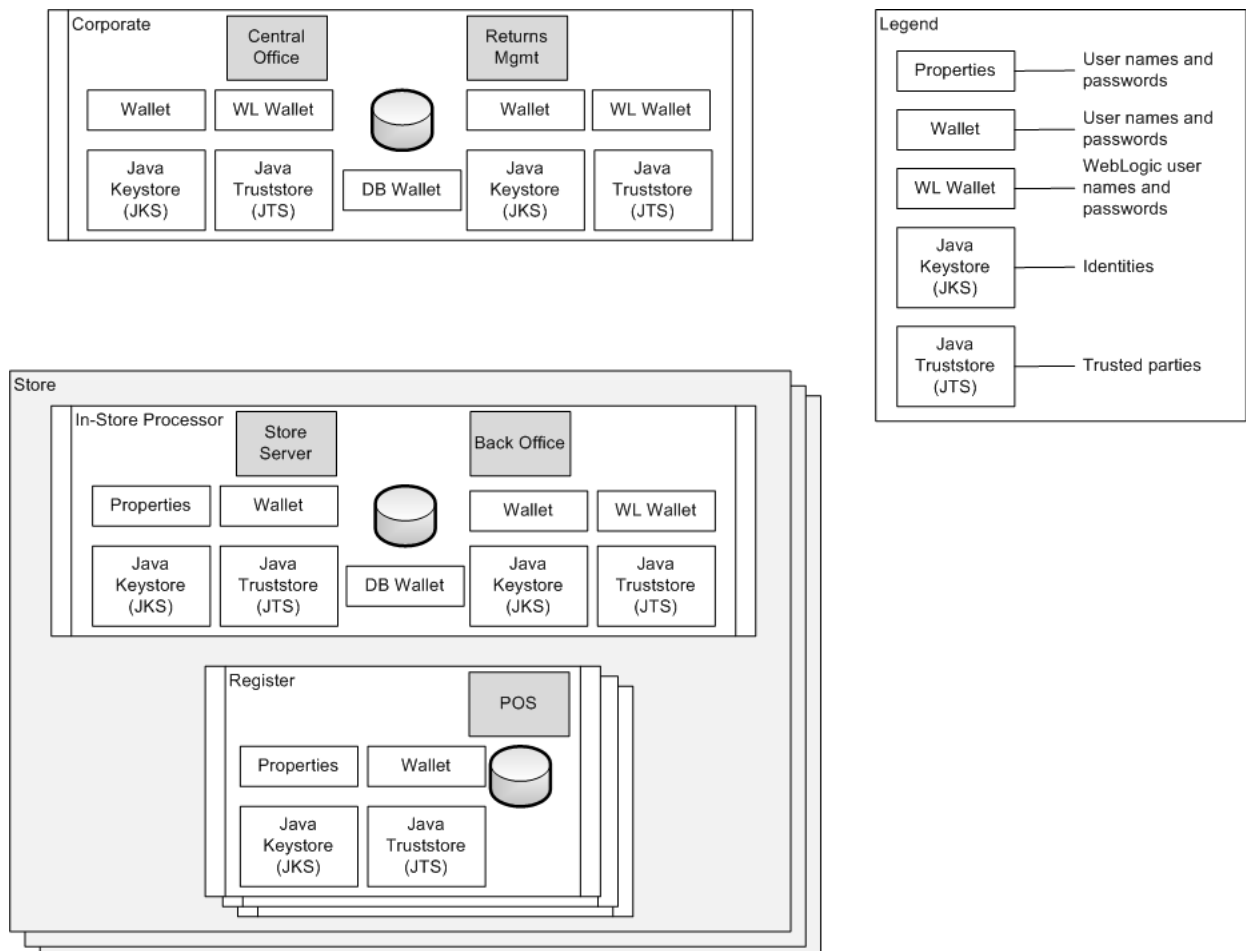 Corporate
Central
Office
Returns
Mgmt
Wallet
WL Wallet
Wallet
WL Wallet
Java
Keystore
(JKS)
Java
Truststore
(JTS)
DB Wallet
Java
Keystore
(JKS)
Java
Truststore
(JTS)
Legend
Properties
User names and
passwords
Wallet
User names and
passwords
WL Wallet
WebLogic user
names and
passwords
Java
Keystore
(JKS)
Identities
Java
Truststore
(JTS)
Trusted parties
Store
In-Store Processor
Store
Server
Back Office
Properties
Wallet
Wallet
WL Wallet
Java
Keystore
(JKS)
Java
Truststore
(JTS)
DB Wallet
Java
Keystore
(JKS)
Java
Truststore
(JTS)
Register
POS
Properties
Wallet
Java
Keystore
(JKS)
Java
Truststore
(JTS)